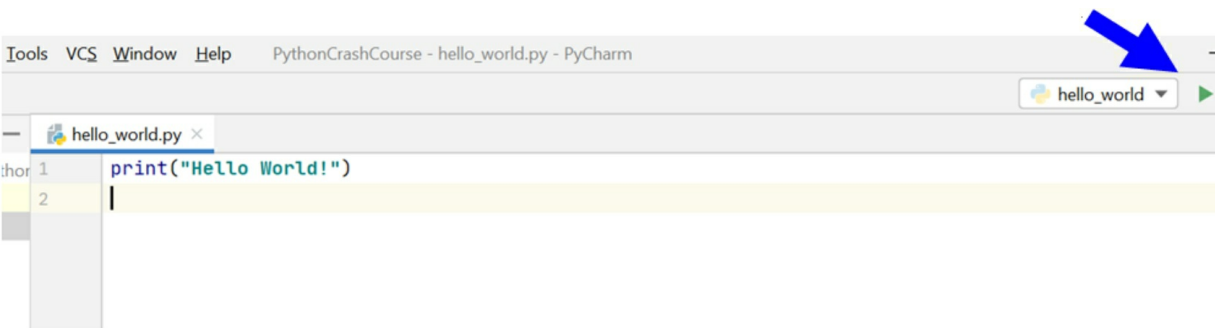 Tools VCS Window Help PythonCrashCourse - hello_world.py - PyCharm
hello_world
hello_world.py
1 print("Hello World!")
2